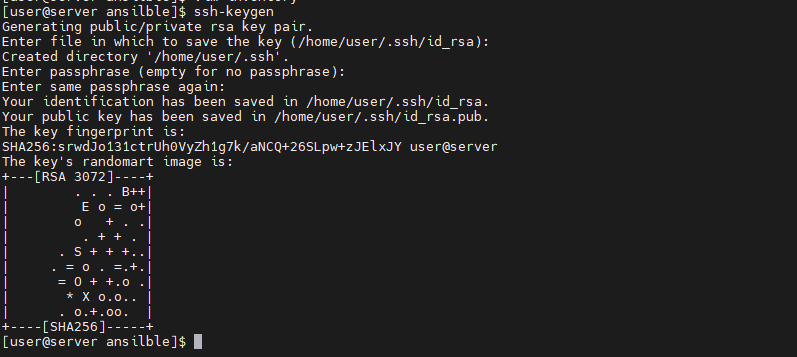 [user@server ansilble]$ ssh-keygen
Generating public/private rsa key pair.
Enter file in which to save the key (/home/user/.ssh/id_rsa):
Created directory '/home/user/.ssh'.
Enter passphrase (empty for no passphrase):
Enter same passphrase again:
Your identification has been saved in /home/user/.ssh/id_rsa.
Your public key has been saved in /home/user/.ssh/id_rsa.pub.
The key fingerprint is:
SHA256:srwdJo131ctrUh0VyZh1g7k/aNCQ+26SLpw+zJElxJY user@server
The key's randomart image is:
+---[RSA 3072]----+
|        . . . B++|
|         E o = o+|
|        o   + . .|
|         . + + . |
|      . S + + +..|
|     . = o . =.+.|
|      = O + +.o .|
|       * X o.o.. |
|      . o.+.oo.  |
+----[SHA256]-----+
[user@server ansilble]$